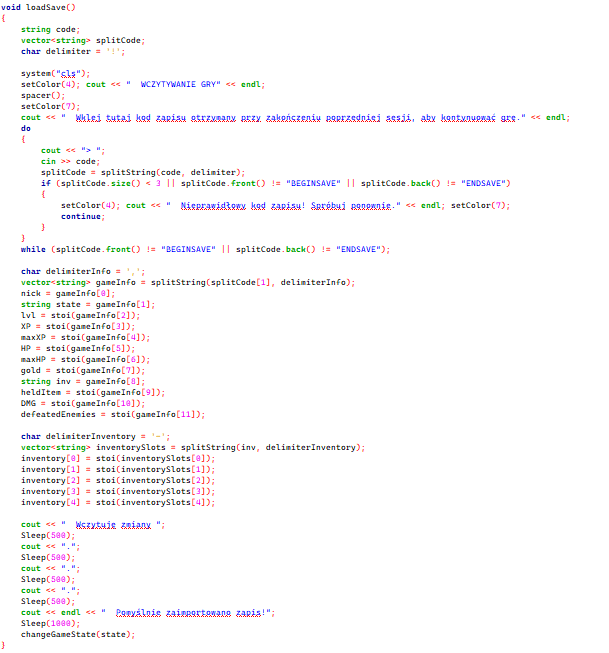 void loadSave()
{
    string code;
    vector<string> splitCode;
    char delimiter = '!';

    system("cls");
    setColor(4); cout << "  WCZYTYWANIE GRY" << endl;
    spacer();
    setColor(7);
    cout << "  Wklej tutaj kod zapisu otrzymany przy zakończeniu poprzedniej sesji, aby kontynuować grę." << endl;
    do
    {
        cout << "> ";
        cin >> code;
        splitCode = splitString(code, delimiter);
        if (splitCode.size() < 3 || splitCode.front() != "BEGINSAVE" || splitCode.back() != "ENDSAVE")
        {
            setColor(4); cout << "  Nieprawidłowy kod zapisu! Spróbuj ponownie." << endl; setColor(7);
            continue;
        }
    }
    while (splitCode.front() != "BEGINSAVE" || splitCode.back() != "ENDSAVE");

    char delimiterInfo = ',';
    vector<string> gameInfo = splitString(splitCode[1], delimiterInfo);
    nick = gameInfo[0];
    string state = gameInfo[1];
    lvl = stoi(gameInfo[2]);
    XP = stoi(gameInfo[3]);
    maxXP = stoi(gameInfo[4]);
    HP = stoi(gameInfo[5]);
    maxHP = stoi(gameInfo[6]);
    gold = stoi(gameInfo[7]);
    string inv = gameInfo[8];
    heldItem = stoi(gameInfo[9]);
    DMG = stoi(gameInfo[10]);
    defeatedEnemies = stoi(gameInfo[11]);

    char delimiterInventory = '-';
    vector<string> inventorySlots = splitString(inv, delimiterInventory);
    inventory[0] = stoi(inventorySlots[0]);
    inventory[1] = stoi(inventorySlots[1]);
    inventory[2] = stoi(inventorySlots[2]);
    inventory[3] = stoi(inventorySlots[3]);
    inventory[4] = stoi(inventorySlots[4]);

    cout << "  Wczytuję zmiany ";
    Sleep(500);
    cout << ".";
    Sleep(500);
    cout << ".";
    Sleep(500);
    cout << ".";
    Sleep(500);
    cout << endl << "  Pomyślnie zaimportowano zapis!";
    Sleep(1000);
    changeGameState(state);
}